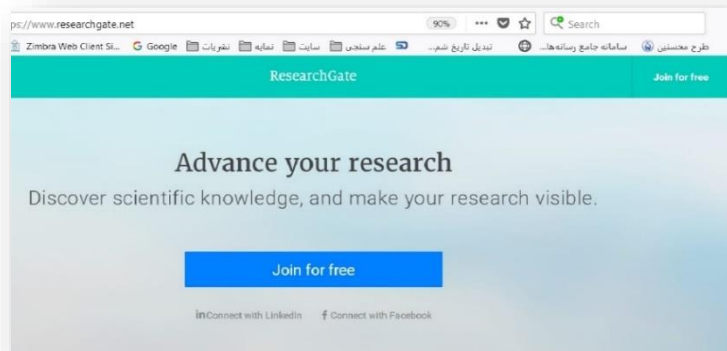 ps://www.researchgate.net 90% Search
Zimbra Web Client Si... G Google نشریات نمایه سایت علم سنجی تبدیل تاریخ شم... سامانه جامع رسانه‌ها... طرح محسنین
ResearchGate Join for free
Advance your research
Discover scientific knowledge, and make your research visible.
Join for free
in Connect with LinkedIn f Connect with Facebook